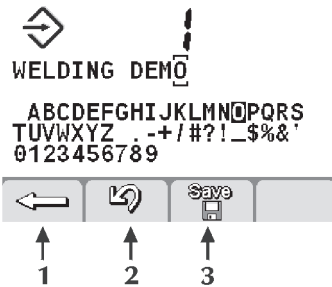 1
WELDING DEMO
ABCDEFGHIJKLMNOPQRS
TUVWXYZ .-+/#?!_$%&'
0123456789
Save
1 2 3